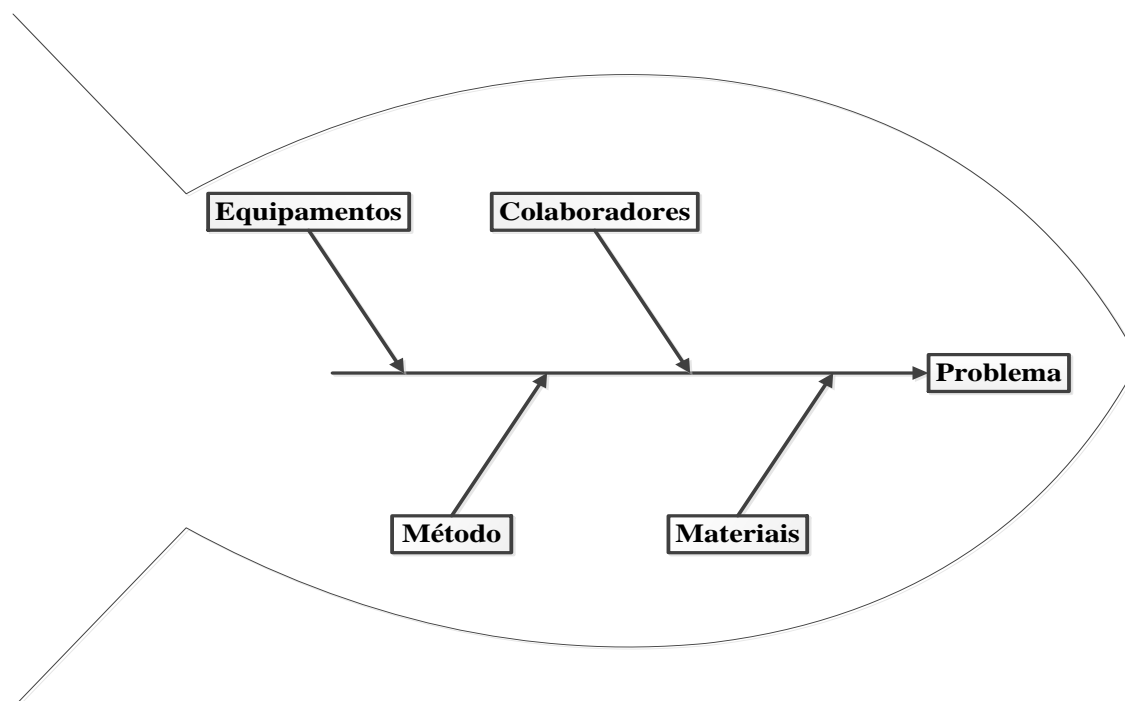 Equipamentos
Colaboradores
Problema
Método
Materiais